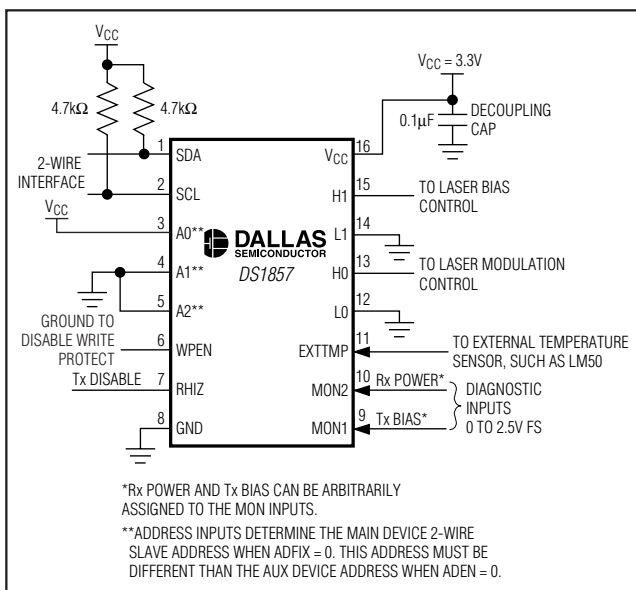 VCC
VCC = 3.3V
4.7kΩ
4.7kΩ
0.1µF
DECOUPLING
CAP
2-WIRE
INTERFACE
1
SDA
2
SCL
VCC
3
A0**
4
A1**
5
A2**
GROUND TO
DISABLE WRITE
PROTECT
6
WPEN
Tx DISABLE
7
RHIZ
8
GND
DALLAS
SEMICONDUCTOR
DS1857
16
VCC
15
H1
TO LASER BIAS
CONTROL
14
L1
13
H0
TO LASER MODULATION
CONTROL
12
L0
11
EXTTMP
TO EXTERNAL TEMPERATURE
SENSOR, SUCH AS LM50
10
MON2
Rx POWER*
9
MON1
Tx BIAS*
DIAGNOSTIC
INPUTS
0 TO 2.5V FS
*Rx POWER AND Tx BIAS CAN BE ARBITRARILY
ASSIGNED TO THE MON INPUTS.
**ADDRESS INPUTS DETERMINE THE MAIN DEVICE 2-WIRE
SLAVE ADDRESS WHEN ADFIX = 0. THIS ADDRESS MUST BE
DIFFERENT THAN THE AUX DEVICE ADDRESS WHEN ADEN = 0.